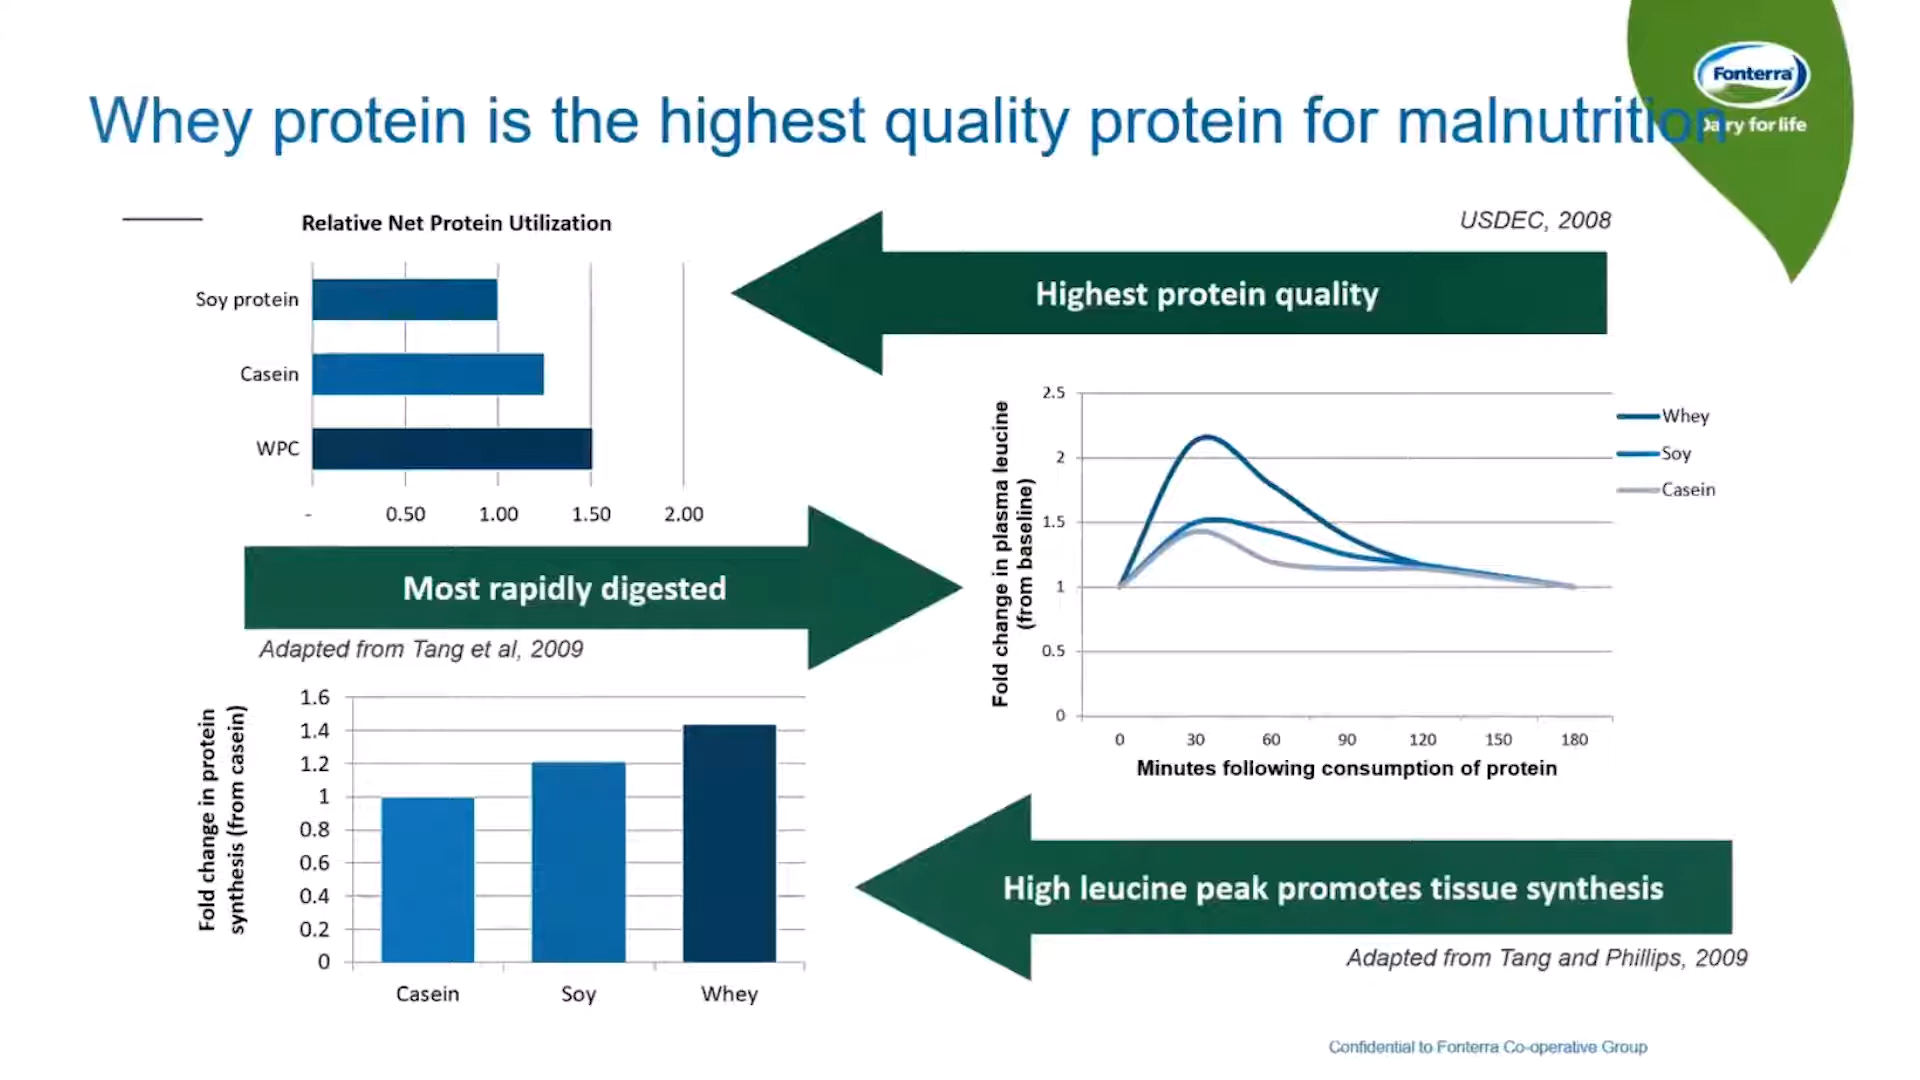 Fonterra
Dairy for life
Whey protein is the highest quality protein for malnutrition
Relative Net Protein Utilization
Soy protein
Casein
WPC
-
0.50
1.00
1.50
2.00
USDEC, 2008
Highest protein quality
Most rapidly digested
Adapted from Tang et al, 2009
Fold change in plasma leucine
(from baseline)
2.5
2
1.5
1
0.5
0
0
30
60
90
120
150
180
Minutes following consumption of protein
Whey
Soy
Casein
Fold change in protein
synthesis (from casein)
1.6
1.4
1.2
1
0.8
0.6
0.4
0.2
0
Casein
Soy
Whey
High leucine peak promotes tissue synthesis
Adapted from Tang and Phillips, 2009
Confidential to Fonterra Co-operative Group